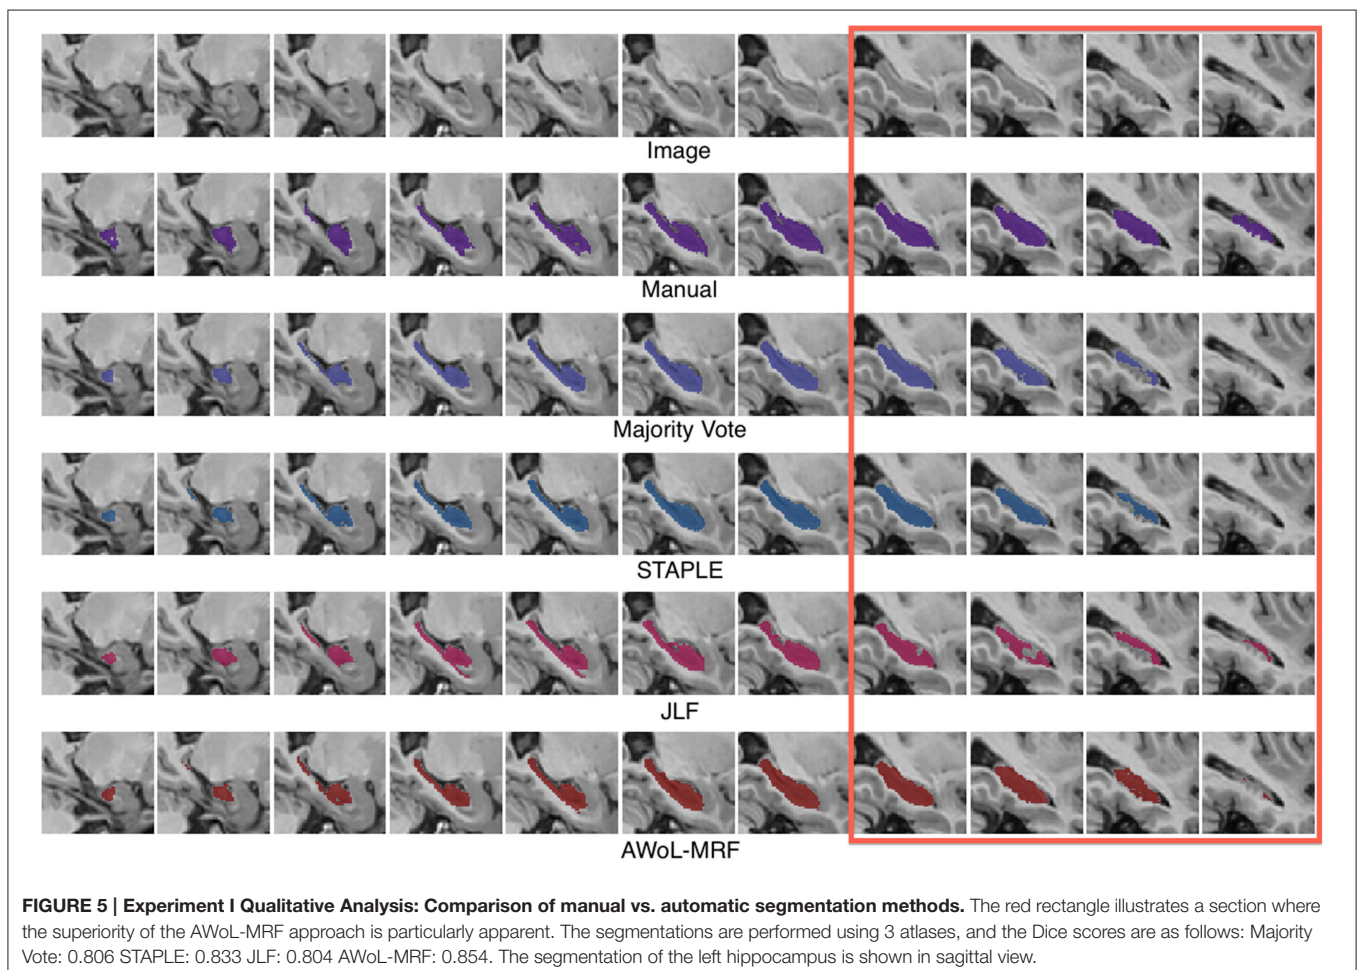 Image
Manual
Majority Vote
STAPLE
JLF
AWoL-MRF
FIGURE 5 | Experiment I Qualitative Analysis: Comparison of manual vs. automatic segmentation methods. The red rectangle illustrates a section where
the superiority of the AWoL-MRF approach is particularly apparent. The segmentations are performed using 3 atlases, and the Dice scores are as follows: Majority
Vote: 0.806 STAPLE: 0.833 JLF: 0.804 AWoL-MRF: 0.854. The segmentation of the left hippocampus is shown in sagittal view.